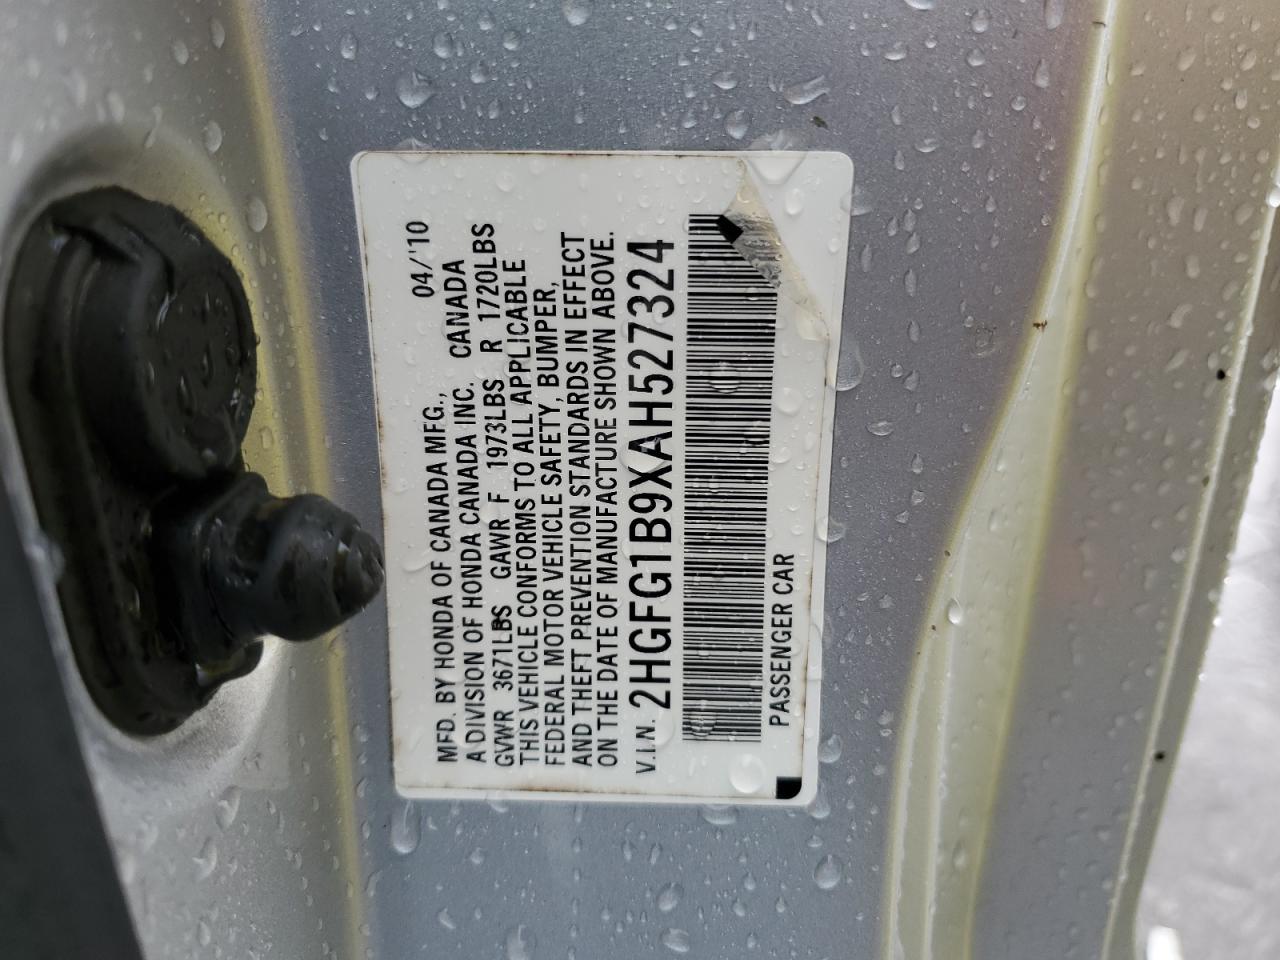 MFD. BY HONDA OF CANADA MFG., 04/'10
A DIVISION OF HONDA CANADA INC. CANADA
GVWR 3671LBS GAWR F 1973LBS R 1720LBS
THIS VEHICLE CONFORMS TO ALL APPLICABLE
FEDERAL MOTOR VEHICLE SAFETY, BUMPER,
AND THEFT PREVENTION STANDARDS IN EFFECT
ON THE DATE OF MANUFACTURE SHOWN ABOVE.
V.I.N. 2HGFG1B9XAH527324
PASSENGER CAR